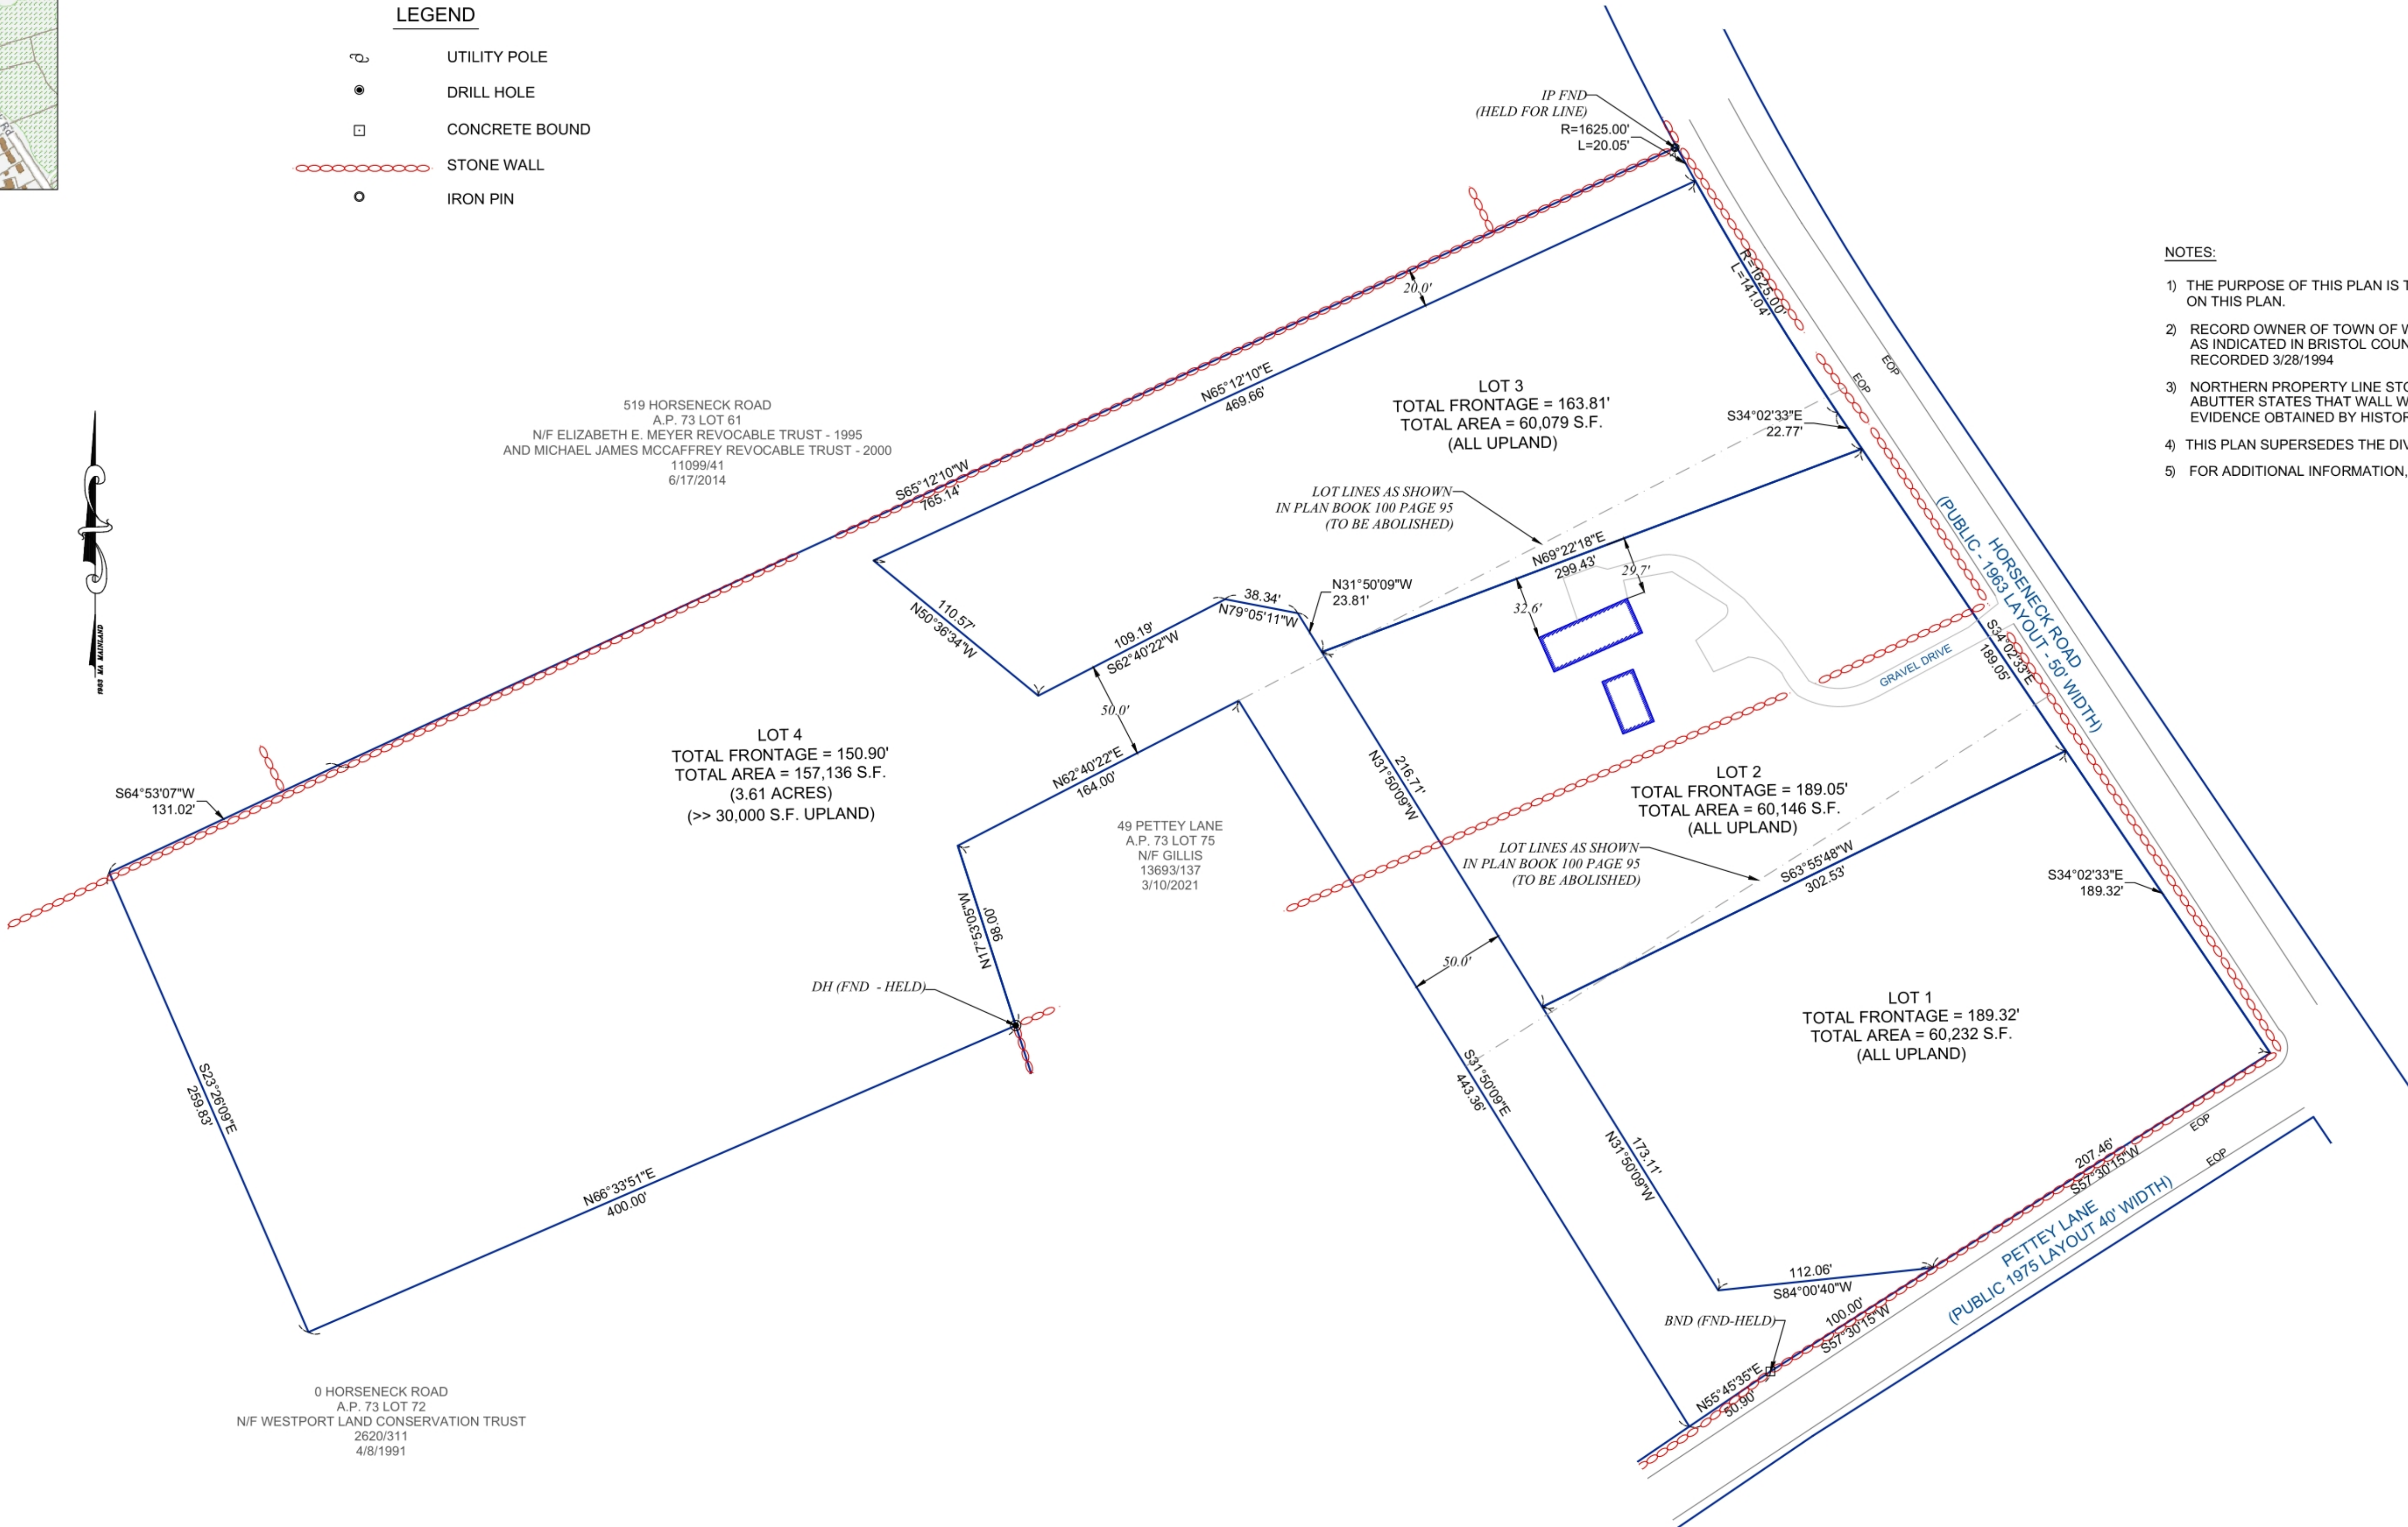 LEGEND
UTILITY POLE
DRILL HOLE
CONCRETE BOUND
STONE WALL
IRON PIN
Rd
1983 MA MAINLAND
IP FND
(HELD FOR LINE)
R=1625.00'
L=20.05'
R=1625.00'
L=141.04'
20.0'
N65°12'10"E
469.66'
S65°12'10"W
765.14'
519 HORSENECK ROAD
A.P. 73 LOT 61
N/F ELIZABETH E. MEYER REVOCABLE TRUST - 1995
AND MICHAEL JAMES MCCAFFREY REVOCABLE TRUST - 2000
11099/41
6/17/2014
LOT 3
TOTAL FRONTAGE = 163.81'
TOTAL AREA = 60,079 S.F.
(ALL UPLAND)
S34°02'33"E
22.77'
EOP
EOP
LOT LINES AS SHOWN
IN PLAN BOOK 100 PAGE 95
(TO BE ABOLISHED)
N69°22'18"E
299.43'
29.7'
32.6'
N31°50'09"W
23.81'
38.34'
N79°05'11"W
109.19'
S62°40'22"W
110.57'
N50°36'34"W
50.0'
N62°40'22"E
164.00'
LOT 4
TOTAL FRONTAGE = 150.90'
TOTAL AREA = 157,136 S.F.
(3.61 ACRES)
(>> 30,000 S.F. UPLAND)
S64°53'07"W
131.02'
49 PETTEY LANE
A.P. 73 LOT 75
N/F GILLIS
13693/137
3/10/2021
N17°53'05"W
98.00'
DH (FND - HELD)
S23°26'09"E
259.83'
N66°33'51"E
400.00'
0 HORSENECK ROAD
A.P. 73 LOT 72
N/F WESTPORT LAND CONSERVATION TRUST
2620/311
4/8/1991
216.71'
N31°50'09"W
GRAVEL DRIVE
S34°02'33"E
189.05'
HORSENECK ROAD
(PUBLIC - 1963 LAYOUT - 50' WIDTH)
LOT 2
TOTAL FRONTAGE = 189.05'
TOTAL AREA = 60,146 S.F.
(ALL UPLAND)
LOT LINES AS SHOWN
IN PLAN BOOK 100 PAGE 95
(TO BE ABOLISHED)
S63°55'48"W
302.53'
S34°02'33"E
189.32'
50.0'
S31°50'09"E
443.36'
LOT 1
TOTAL FRONTAGE = 189.32'
TOTAL AREA = 60,232 S.F.
(ALL UPLAND)
173.11'
N31°50'09"W
112.06'
S84°00'40"W
207.46'
S57°30'15"W
EOP
EOP
100.00'
S57°30'15"W
BND (FND-HELD)
N55°45'35"E
50.90'
PETTEY LANE
(PUBLIC 1975 LAYOUT 40' WIDTH)
NOTES:
1) THE PURPOSE OF THIS PLAN IS
ON THIS PLAN.
2) RECORD OWNER OF TOWN OF
AS INDICATED IN BRISTOL
RECORDED 3/28/1994
3) NORTHERN PROPERTY LINE
ABUTTER STATES THAT WALL
EVIDENCE OBTAINED BY
4) THIS PLAN SUPERSEDES THE
5) FOR ADDITIONAL INFORMATION,